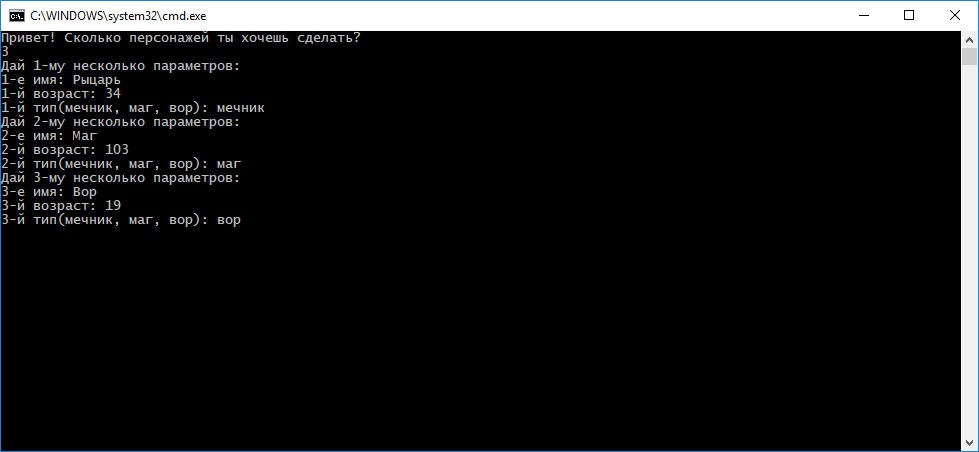 C:\WINDOWS\system32\cmd.exe
Привет! Сколько персонажей ты хочешь сделать?
3
Дай 1-му несколько параметров:
1-е имя: Рыцарь
1-й возраст: 34
1-й тип(мечник, маг, вор): мечник
Дай 2-му несколько параметров:
2-е имя: Маг
2-й возраст: 103
2-й тип(мечник, маг, вор): маг
Дай 3-му несколько параметров:
3-е имя: Вор
3-й возраст: 19
3-й тип(мечник, маг, вор): вор